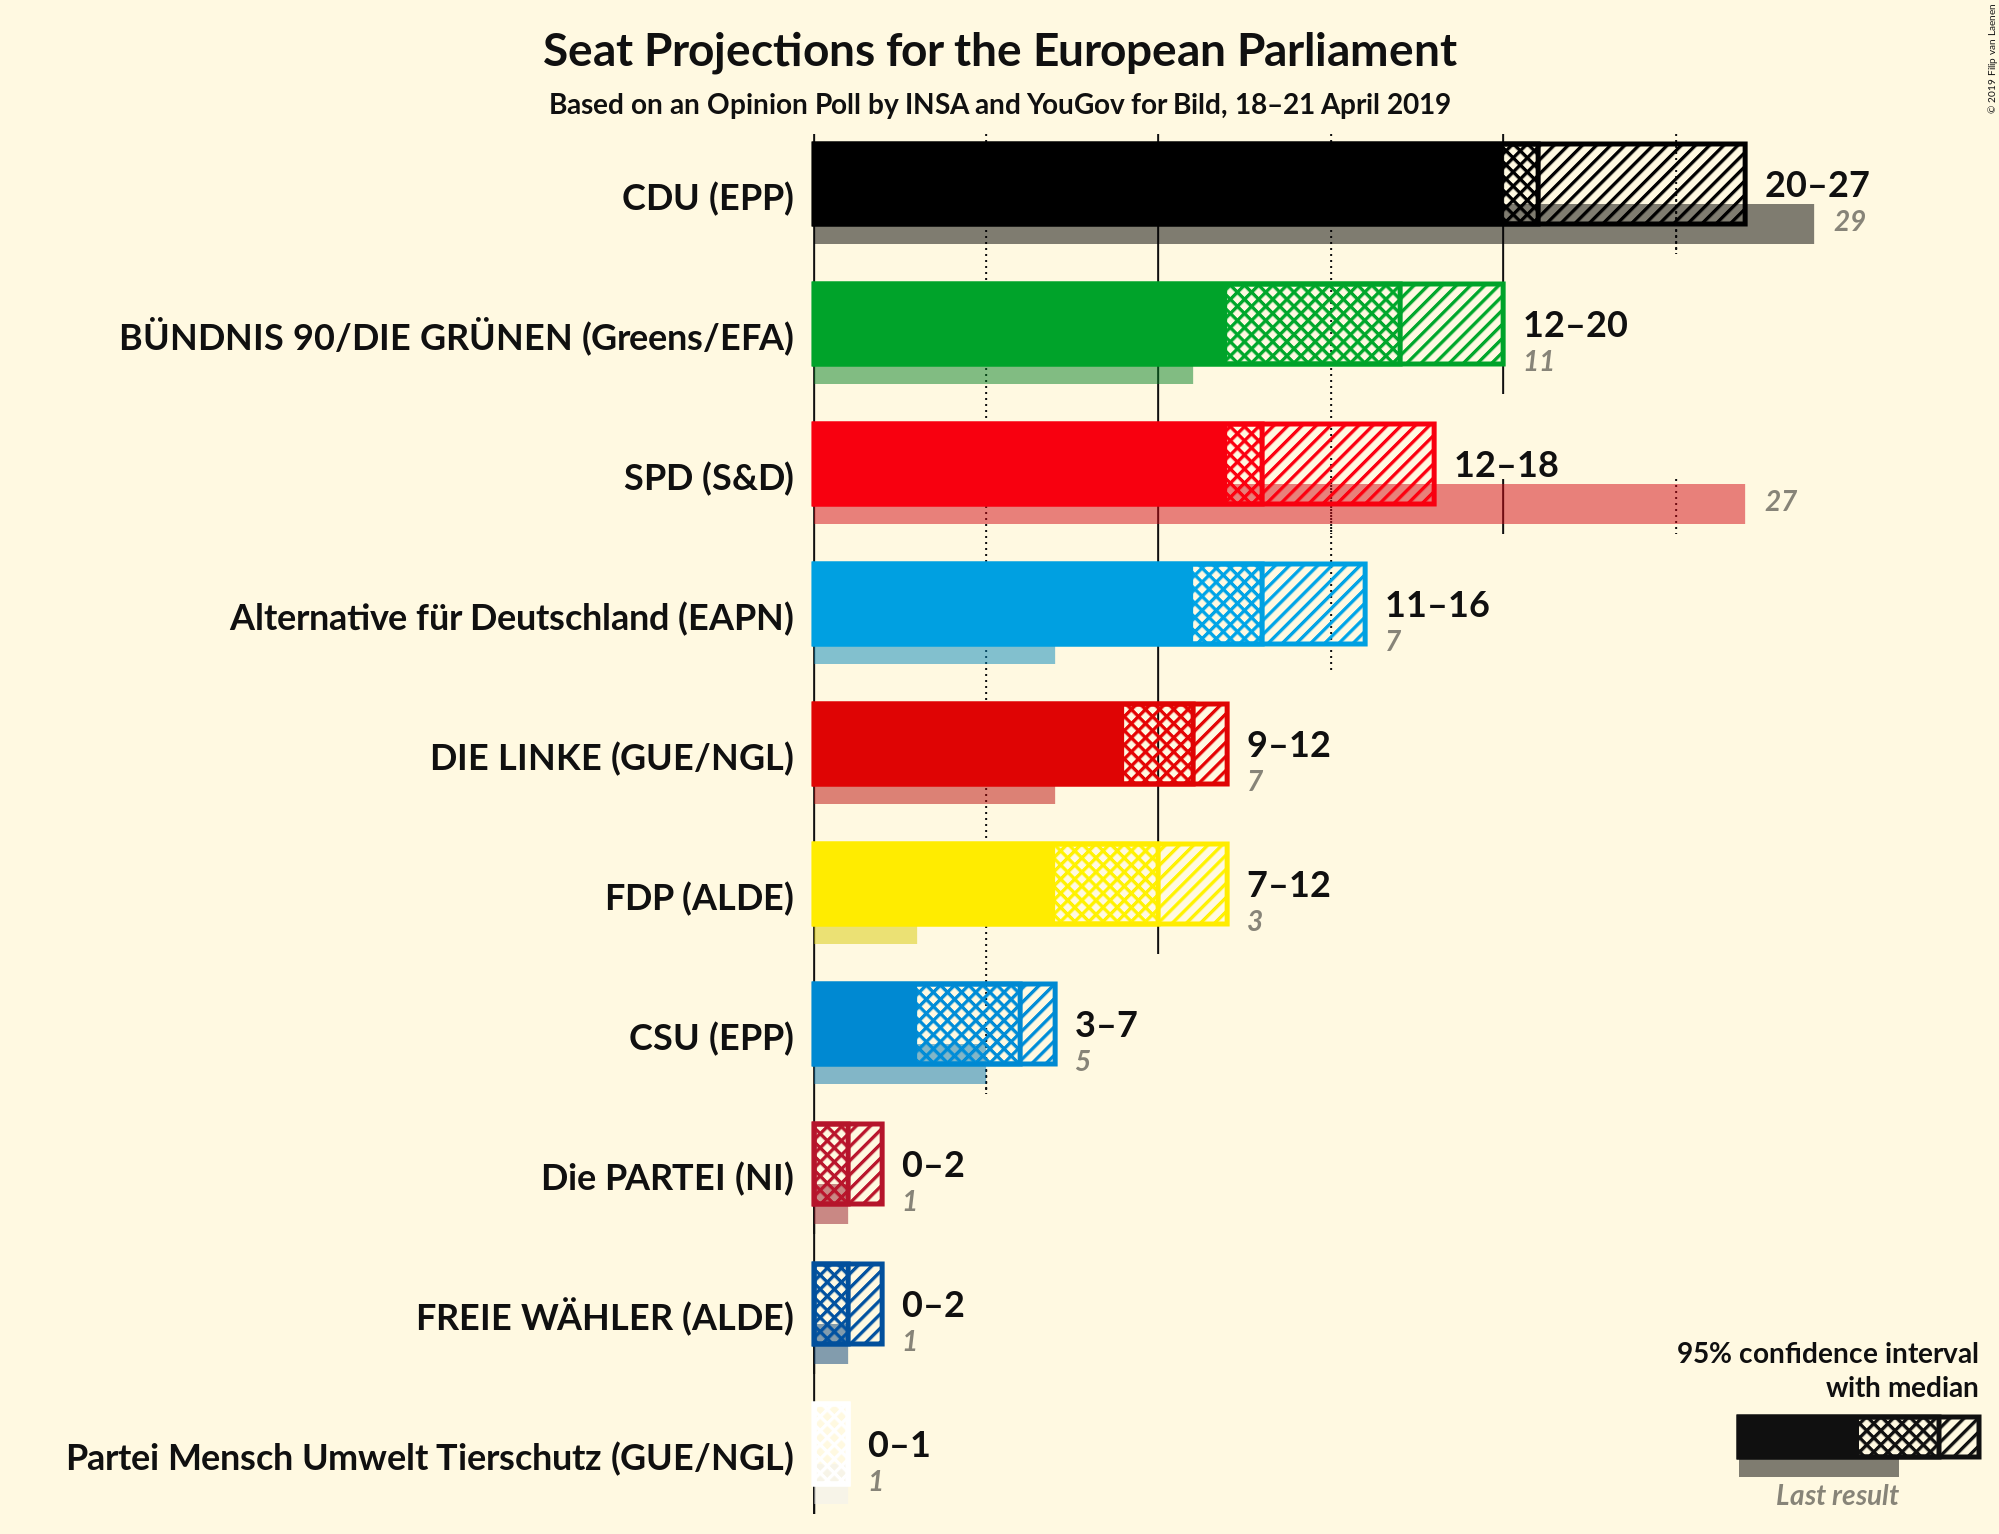 Seat Projections for the European Parliament
Based on an Opinion Poll by INSA and YouGov for Bild, 18–21 April 2019
© 2019 Filip van Laenen
CDU (EPP)
20–27
29
BÜNDNIS 90/DIE GRÜNEN (Greens/EFA)
12–20
11
SPD (S&D)
12–18
27
Alternative für Deutschland (EAPN)
11–16
7
DIE LINKE (GUE/NGL)
9–12
7
FDP (ALDE)
7–12
3
CSU (EPP)
3–7
5
Die PARTEI (NI)
0–2
1
FREIE WÄHLER (ALDE)
0–2
1
Partei Mensch Umwelt Tierschutz (GUE/NGL)
0–1
1
95% confidence interval
with median
Last result